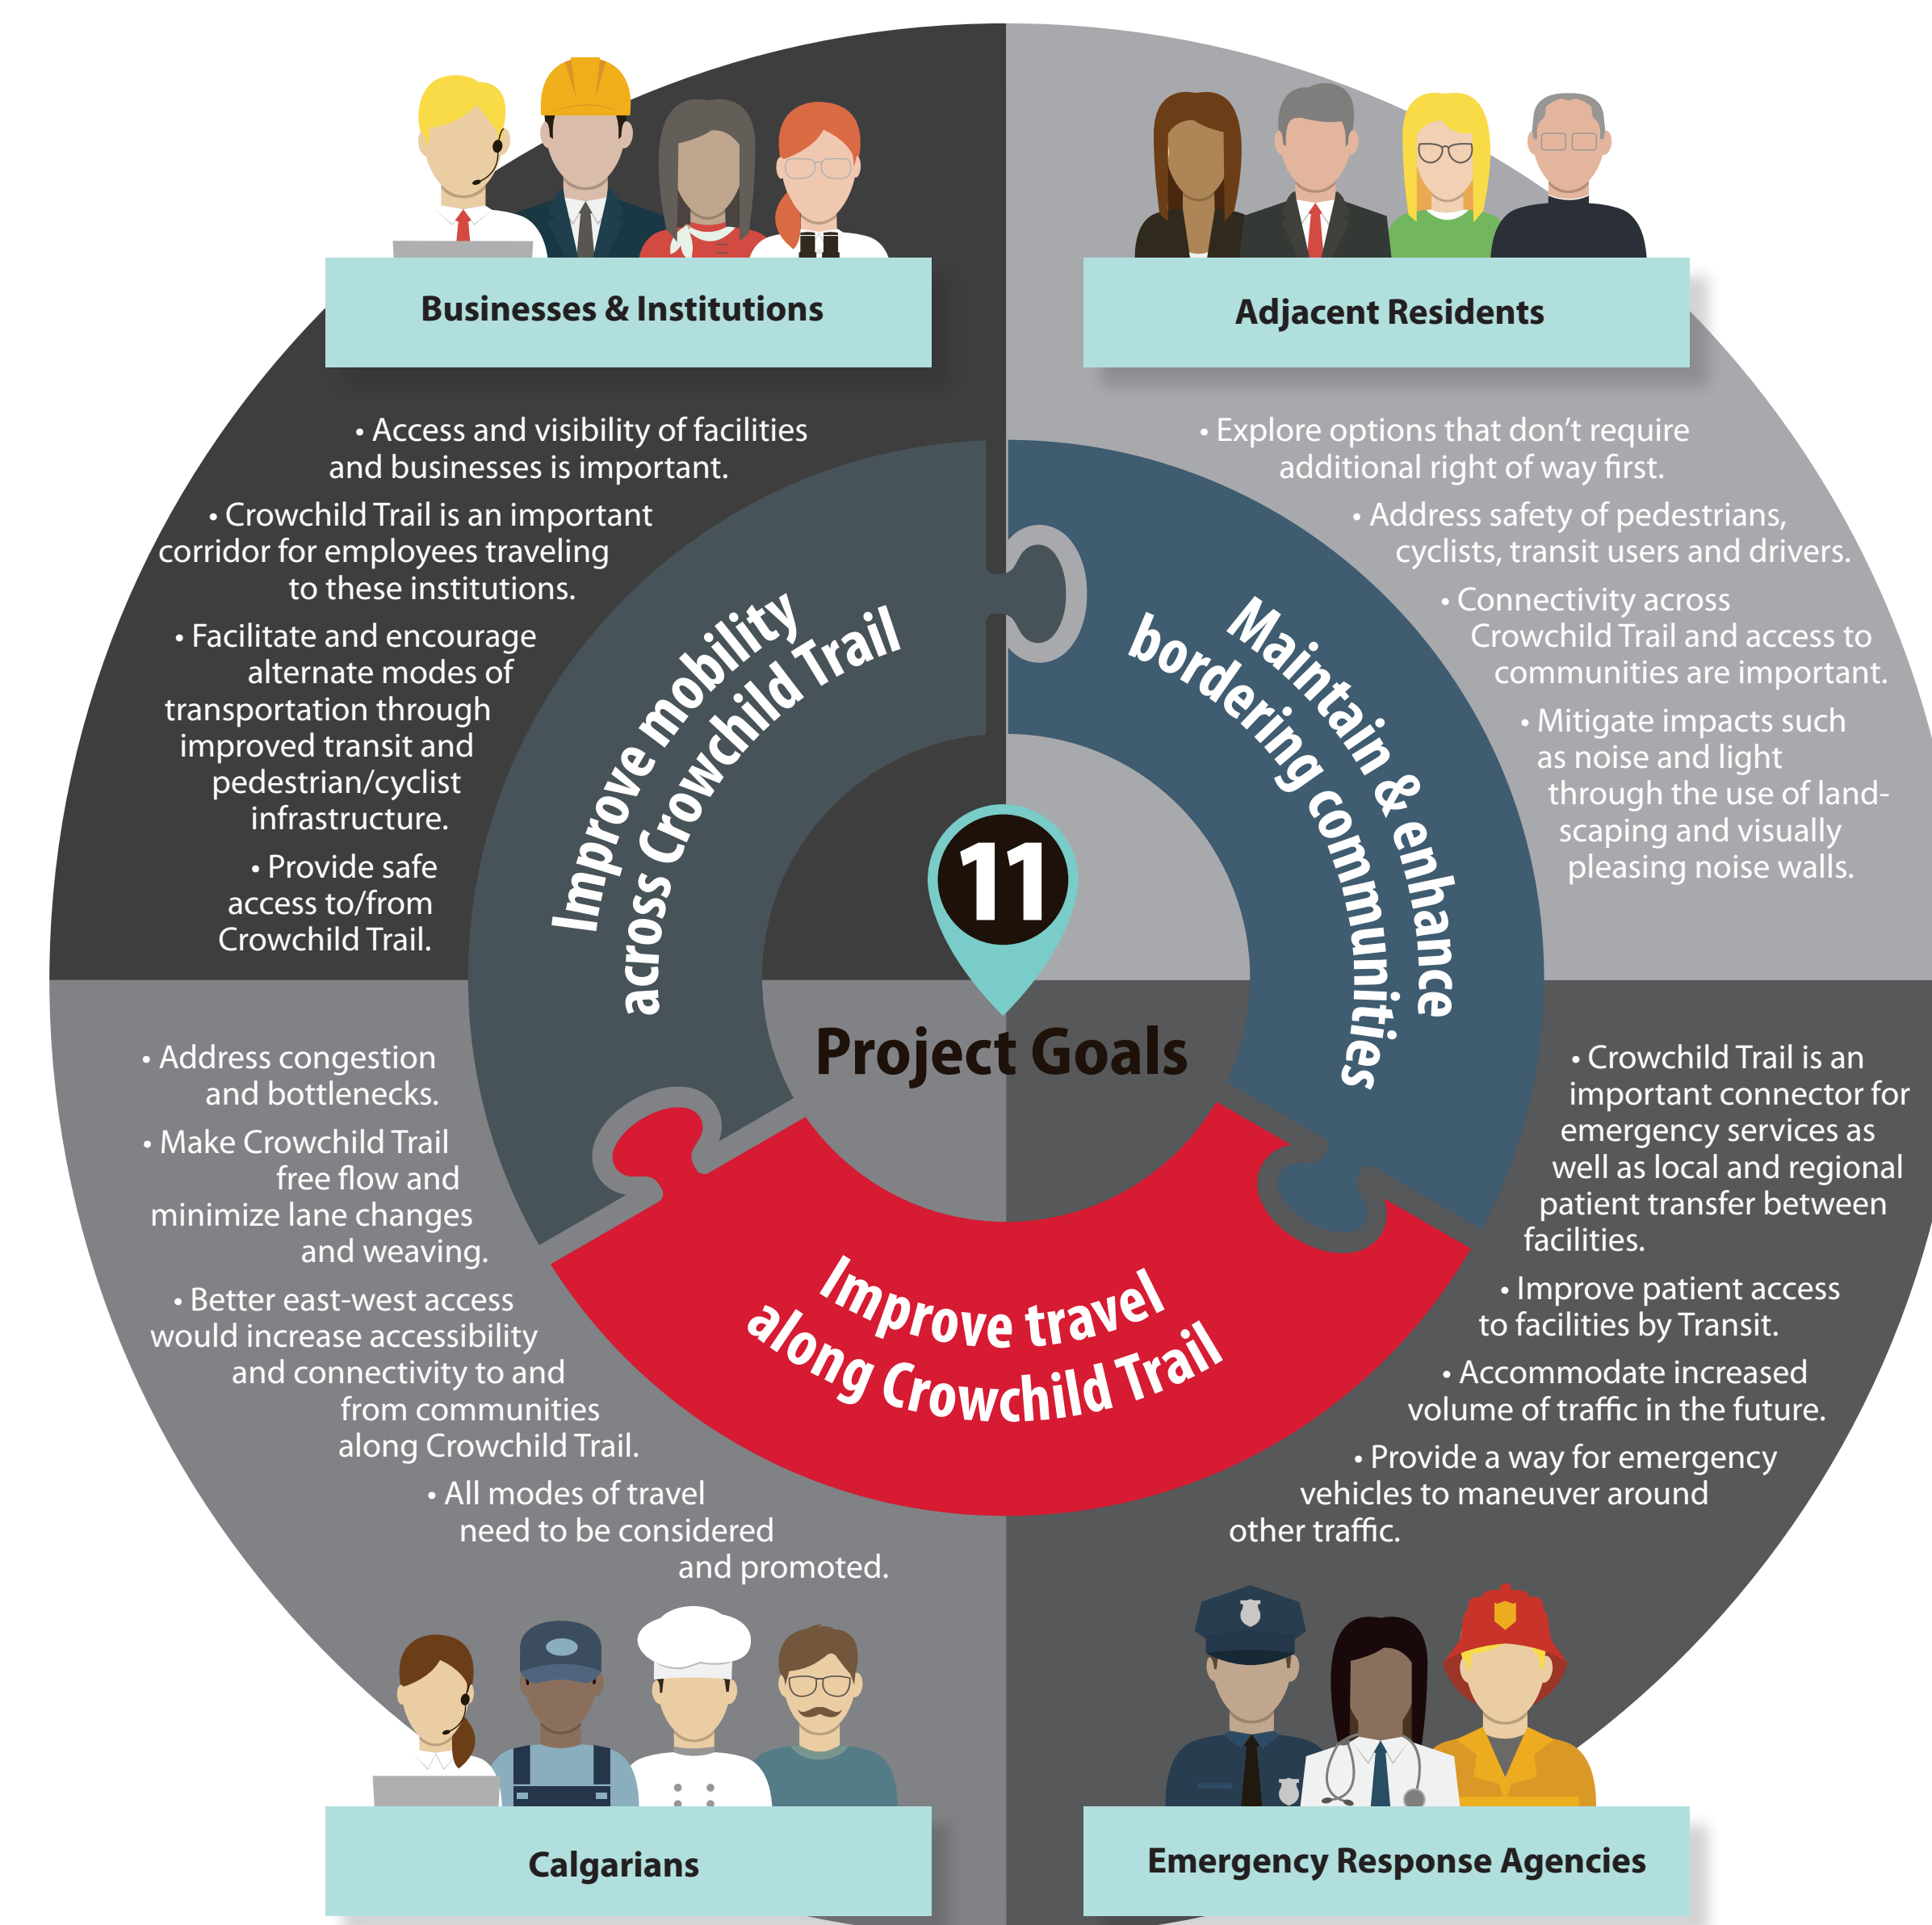 Businesses & Institutions
• Access and visibility of facilities
and businesses is important.
• Crowchild Trail is an important
corridor for employees traveling
to these institutions.
• Facilitate and encourage
alternate modes of
transportation through
improved transit and
pedestrian/cyclist
infrastructure.
• Provide safe
access to/from
Crowchild Trail.
Adjacent Residents
• Explore options that don’t require
additional right of way first.
• Address safety of pedestrians,
cyclists, transit users and drivers.
• Connectivity across
Crowchild Trail and access to
communities are important.
• Mitigate impacts such
as noise and light
through the use of land-
scaping and visually
pleasing noise walls.
Improve mobility
across Crowchild Trail
Maintain & enhance
bordering communities
11
Project Goals
Improve travel
along Crowchild Trail
• Address congestion
and bottlenecks.
• Make Crowchild Trail
free flow and
minimize lane changes
and weaving.
• Better east-west access
would increase accessibility
and connectivity to and
from communities
along Crowchild Trail.
• All modes of travel
need to be considered
and promoted.
Calgarians
• Crowchild Trail is an
important connector for
emergency services as
well as local and regional
patient transfer between
facilities.
• Improve patient access
to facilities by Transit.
• Accommodate increased
volume of traffic in the future.
• Provide a way for emergency
vehicles to maneuver around
other traffic.
Emergency Response Agencies